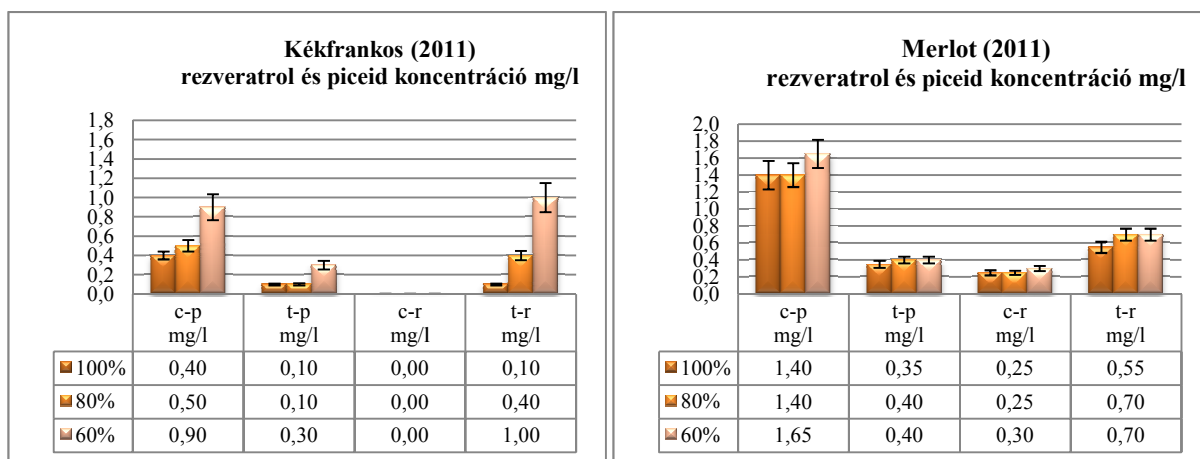 Kékfrankos (2011)
rezveratrol és piceid koncentráció mg/l
1,8
1,6
1,4
1,2
1,0
0,8
0,6
0,4
0,2
0,0
c-p mg/l t-p mg/l c-r mg/l t-r mg/l
100% 0,40 0,10 0,00 0,10
80% 0,50 0,10 0,00 0,40
60% 0,90 0,30 0,00 1,00
Merlot (2011)
rezveratrol és piceid koncentráció mg/l
2,0
1,8
1,6
1,4
1,2
1,0
0,8
0,6
0,4
0,2
0,0
c-p mg/l t-p mg/l c-r mg/l t-r mg/l
100% 1,40 0,35 0,25 0,55
80% 1,40 0,40 0,25 0,70
60% 1,65 0,40 0,30 0,70